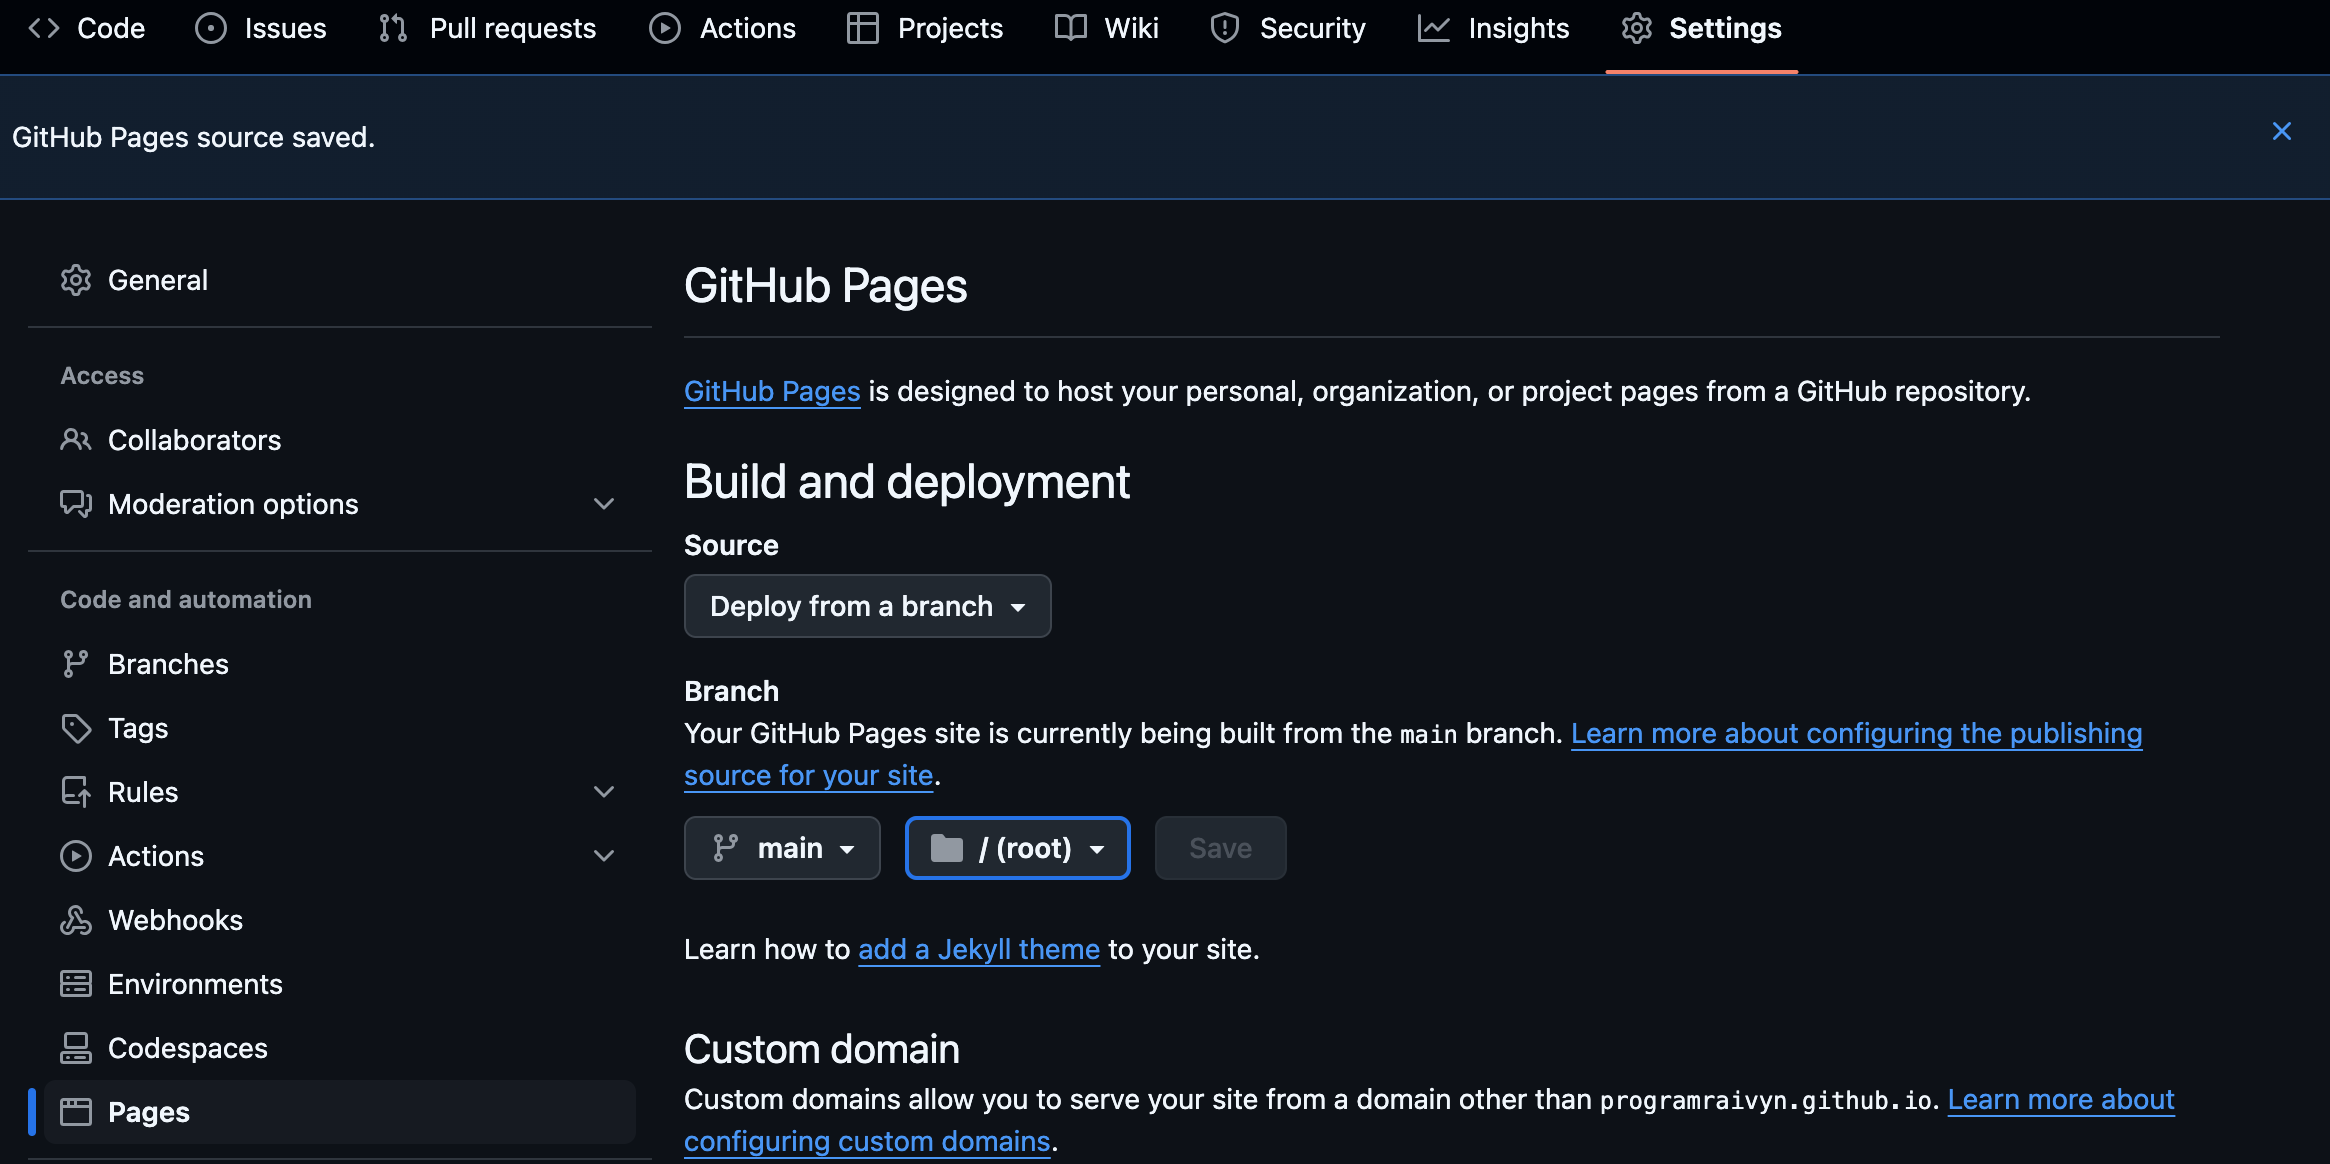 Code Issues Pull requests Actions Projects Wiki Security Insights Settings
GitHub Pages source saved.
General
Access
Collaborators
Moderation options
Code and automation
Branches
Tags
Rules
Actions
Webhooks
Environments
Codespaces
Pages
GitHub Pages
GitHub Pages is designed to host your personal, organization, or project pages from a GitHub repository.
Build and deployment
Source
Deploy from a branch
Branch
Your GitHub Pages site is currently being built from the main branch. Learn more about configuring the publishing
source for your site.
main / (root) Save
Learn how to add a Jekyll theme to your site.
Custom domain
Custom domains allow you to serve your site from a domain other than programraivyn.github.io. Learn more about
configuring custom domains.